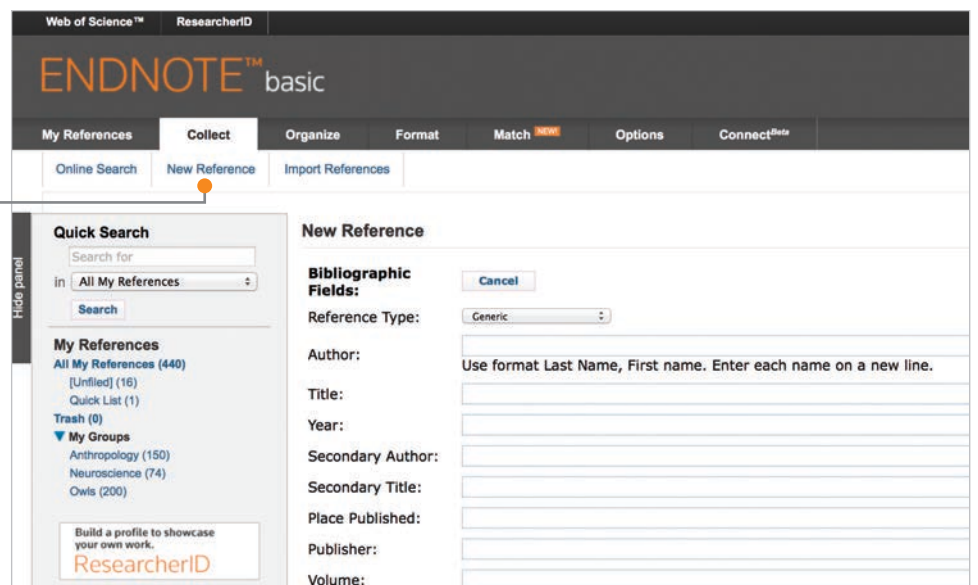 Web of Science™ ResearcherID
ENDNOTE™ basic
My References Collect Organize Format Match NEW! Options Connect Beta
Online Search New Reference Import References
Hide panel
Quick Search
Search for
in All My References
Search
My References
All My References (440)
[Unfiled] (16)
Quick List (1)
Trash (0)
My Groups
Anthropology (150)
Neuroscience (74)
Owls (200)
Build a profile to showcase
your own work.
ResearcherID
New Reference
Bibliographic
Fields:
Cancel
Reference Type: Generic
Author:
Use format Last Name, First name. Enter each name on a new line.
Title:
Year:
Secondary Author:
Secondary Title:
Place Published:
Publisher:
Volume: